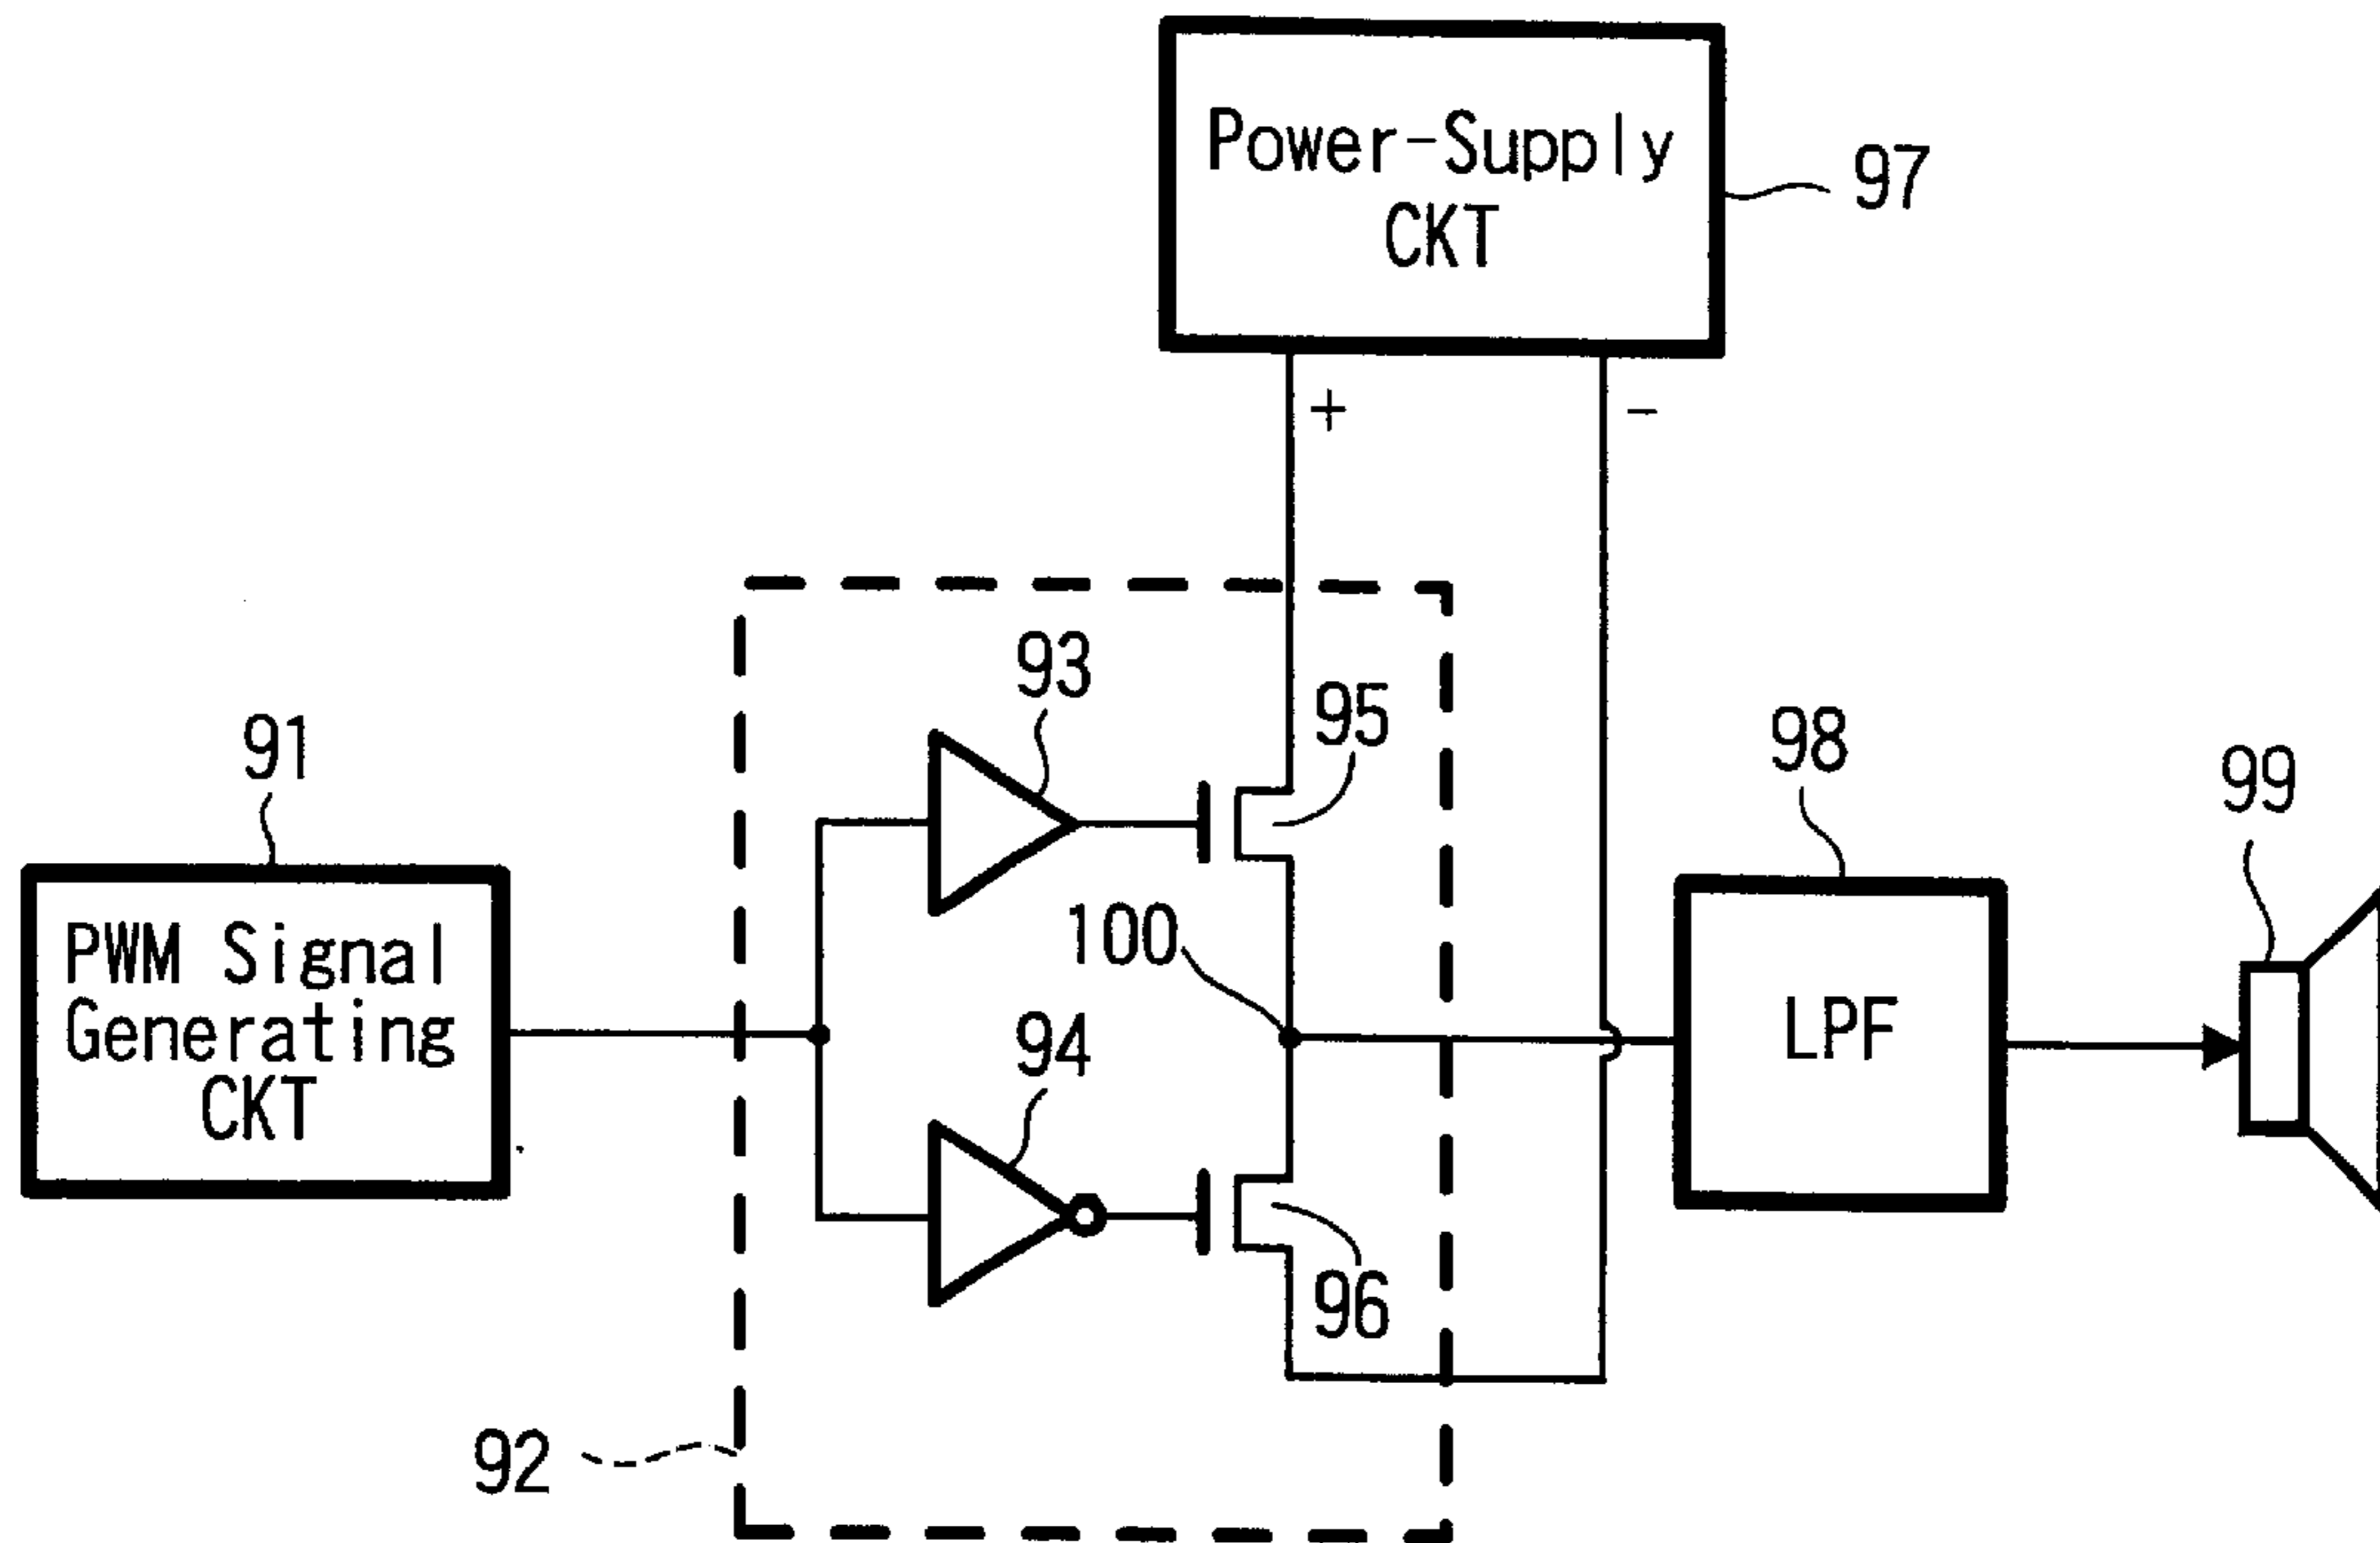 Power-Supply
CKT
97
+
-
93
95
91
98
99
PWM Signal
Generating
CKT
100
LPF
94
96
92